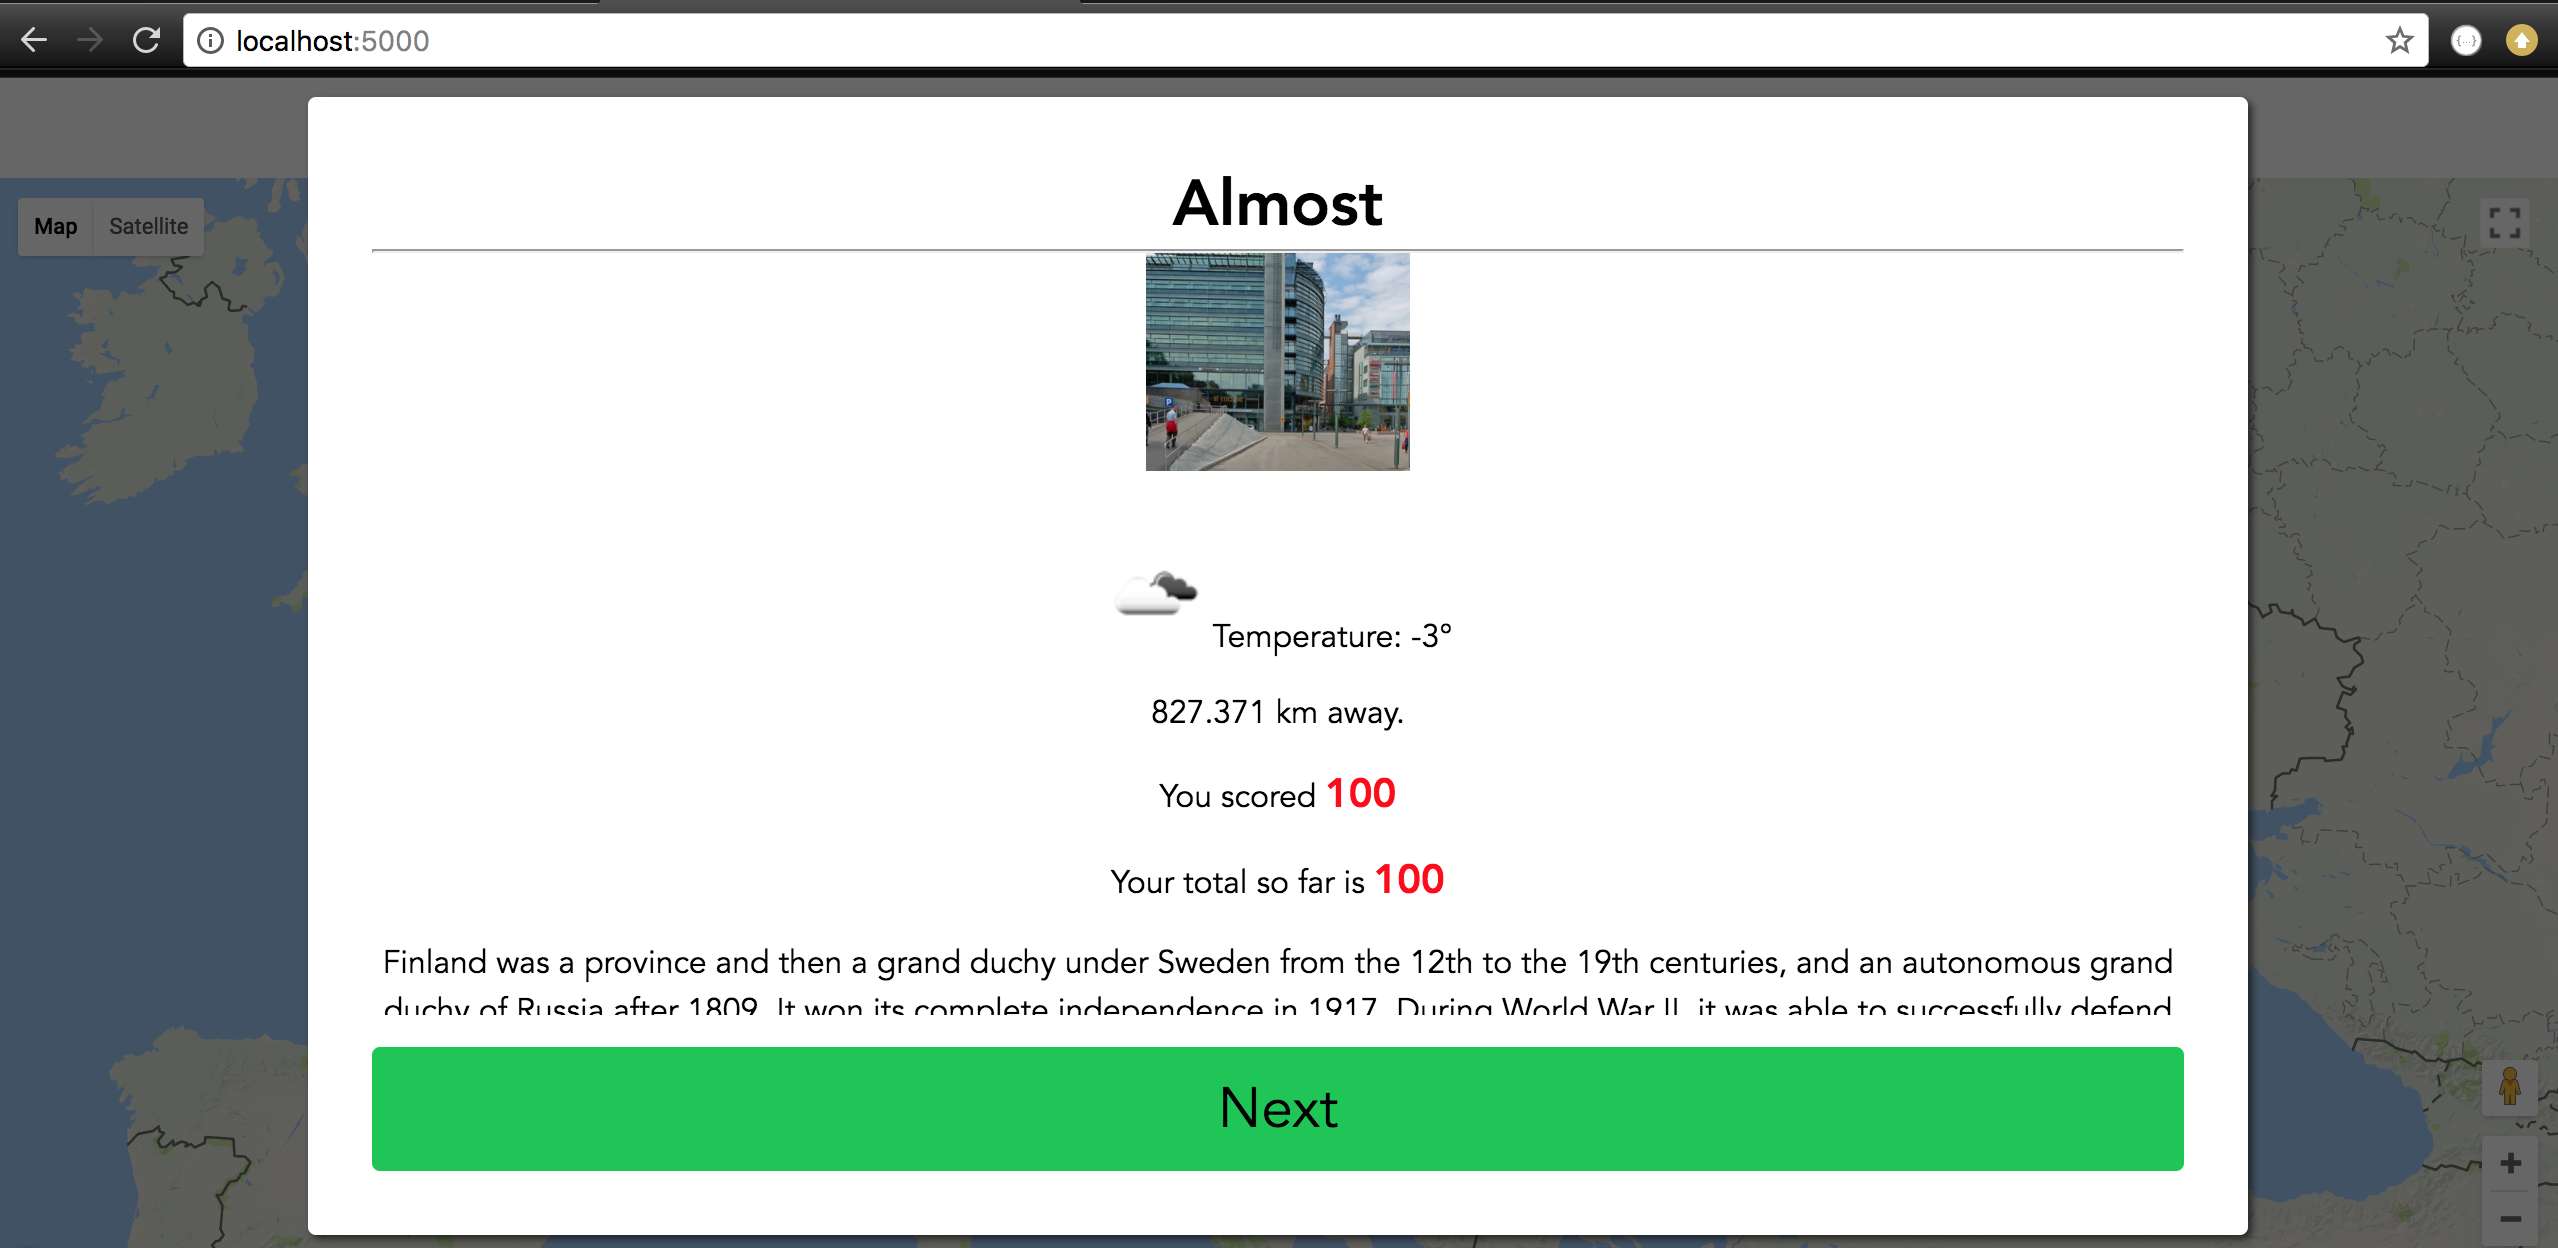 localhost:5000
Map Satellite
Almost
Temperature: -3°
827.371 km away.
You scored 100
Your total so far is 100
Finland was a province and then a grand duchy under Sweden from the 12th to the 19th centuries, and an autonomous grand
duchy of Russia after 1809. It won its complete independence in 1917. During World War II, it was able to successfully defend
Next